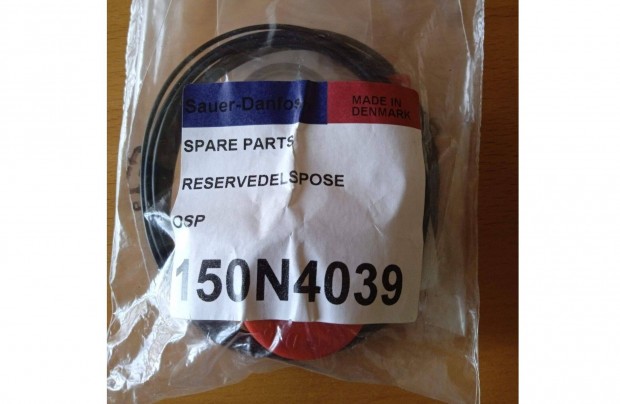 Sauer-Danfoss
MADE IN
DENMARK
SPARE PARTS
RESERVEDELSPOSE
OSP
150N4039